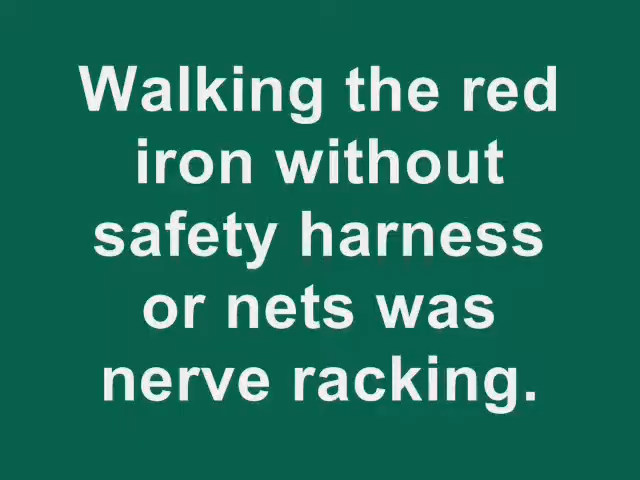 Walking the red
iron without
safety harness
or nets was
nerve racking.